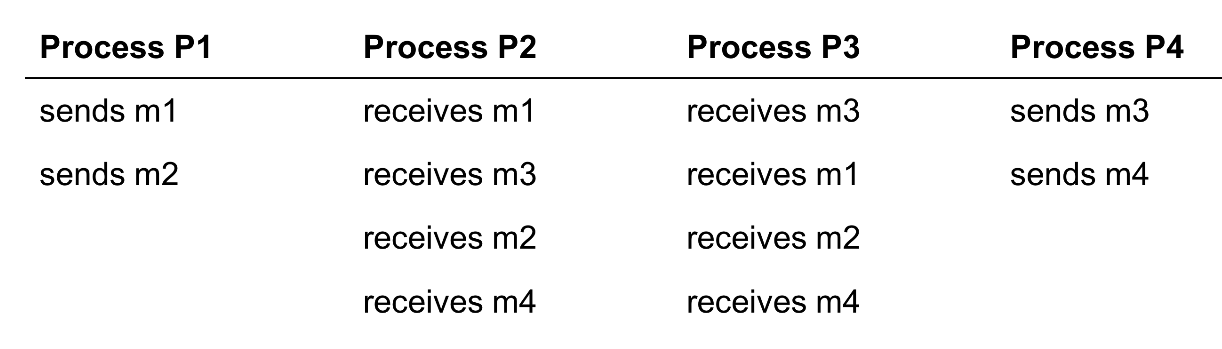 Process P1 Process P2 Process P3 Process P4
sends m1 receives m1 receives m3 sends m3
sends m2 receives m3 receives m1 sends m4
receives m2 receives m2
receives m4 receives m4